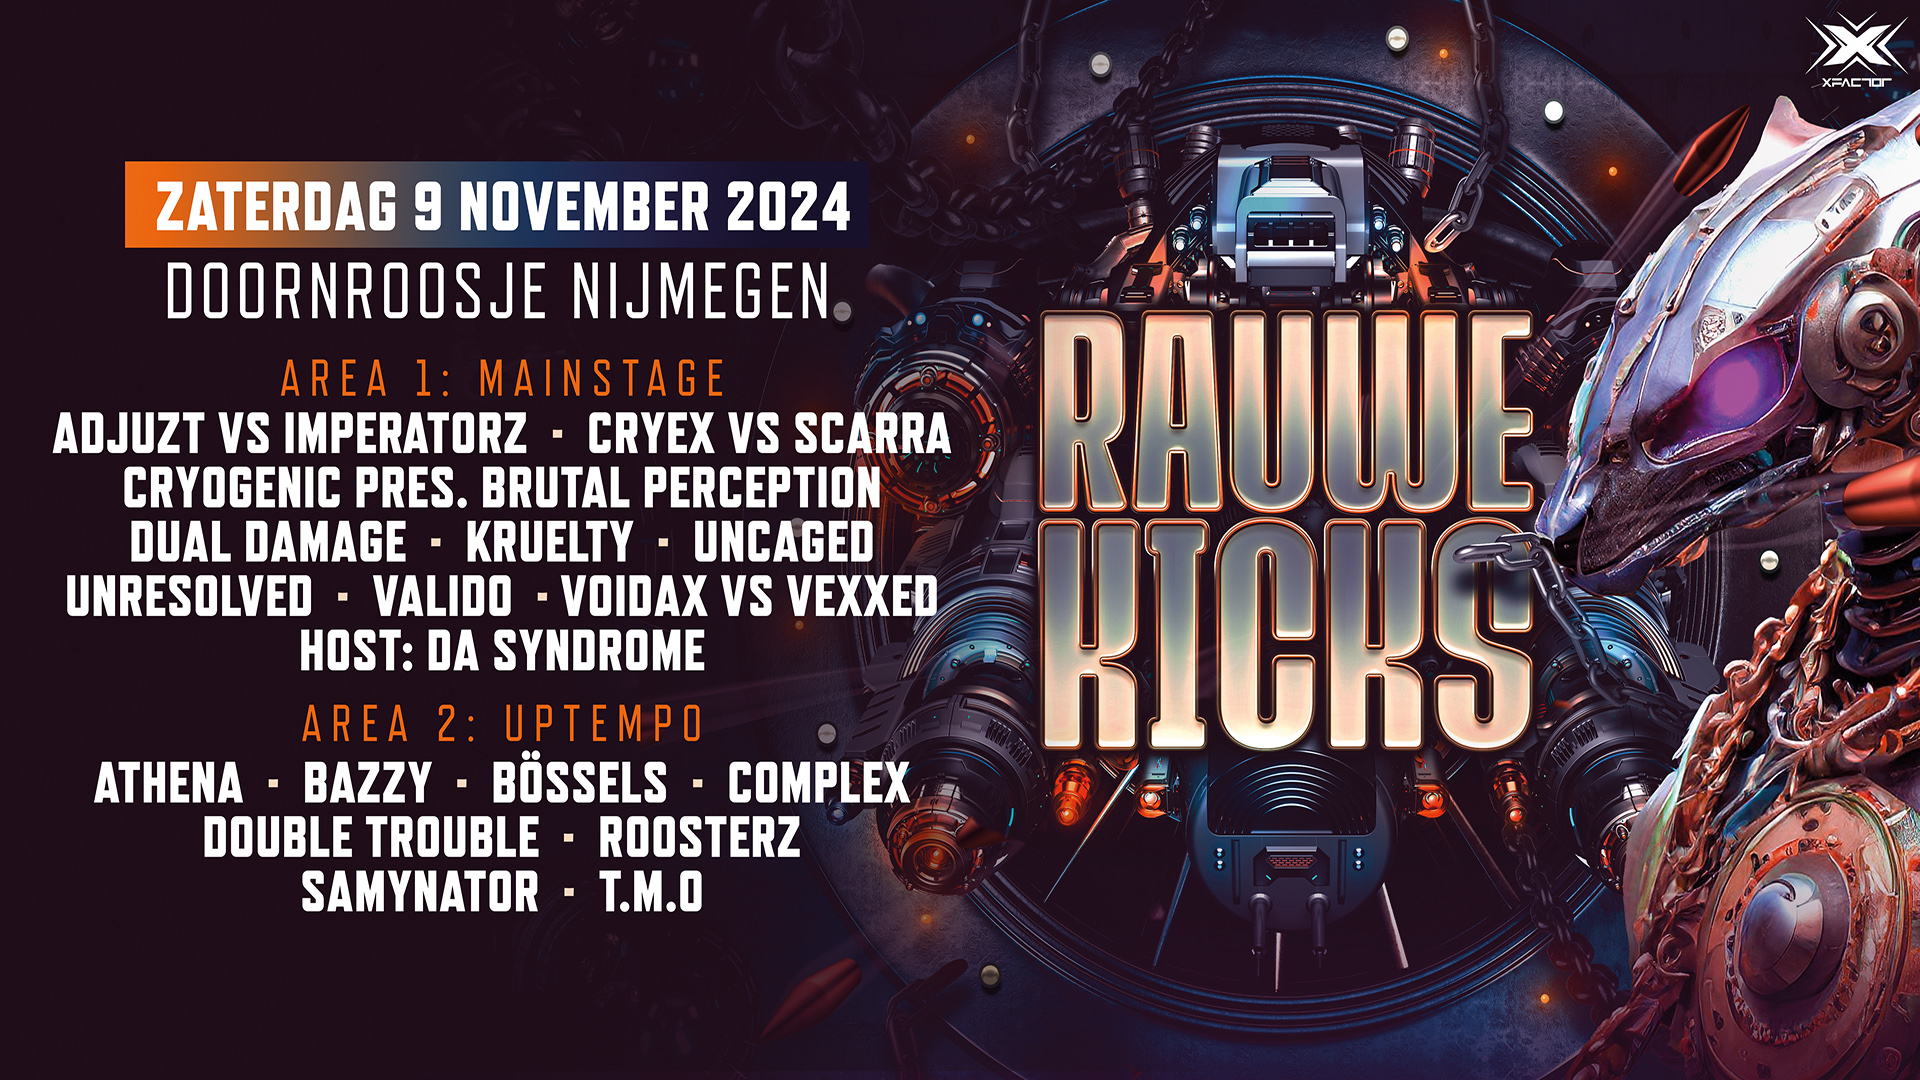 XFACTOR
ZATERDAG 9 NOVEMBER 2024
DOORNROOSJE NIJMEGEN
AREA 1: MAINSTAGE
ADJUZT VS IMPERATORZ · CRYEX VS SCARRA
CRYOGENIC PRES. BRUTAL PERCEPTION
DUAL DAMAGE · KRUELTY · UNCAGED
UNRESOLVED · VALIDO · VOIDAX VS VEXXED
HOST: DA SYNDROME
AREA 2: UPTEMPO
ATHENA · BAZZY · BÖSSELS · COMPLEX
DOUBLE TROUBLE · ROOSTERZ
SAMYNATOR · T.M.O
RAUWE
KICKS